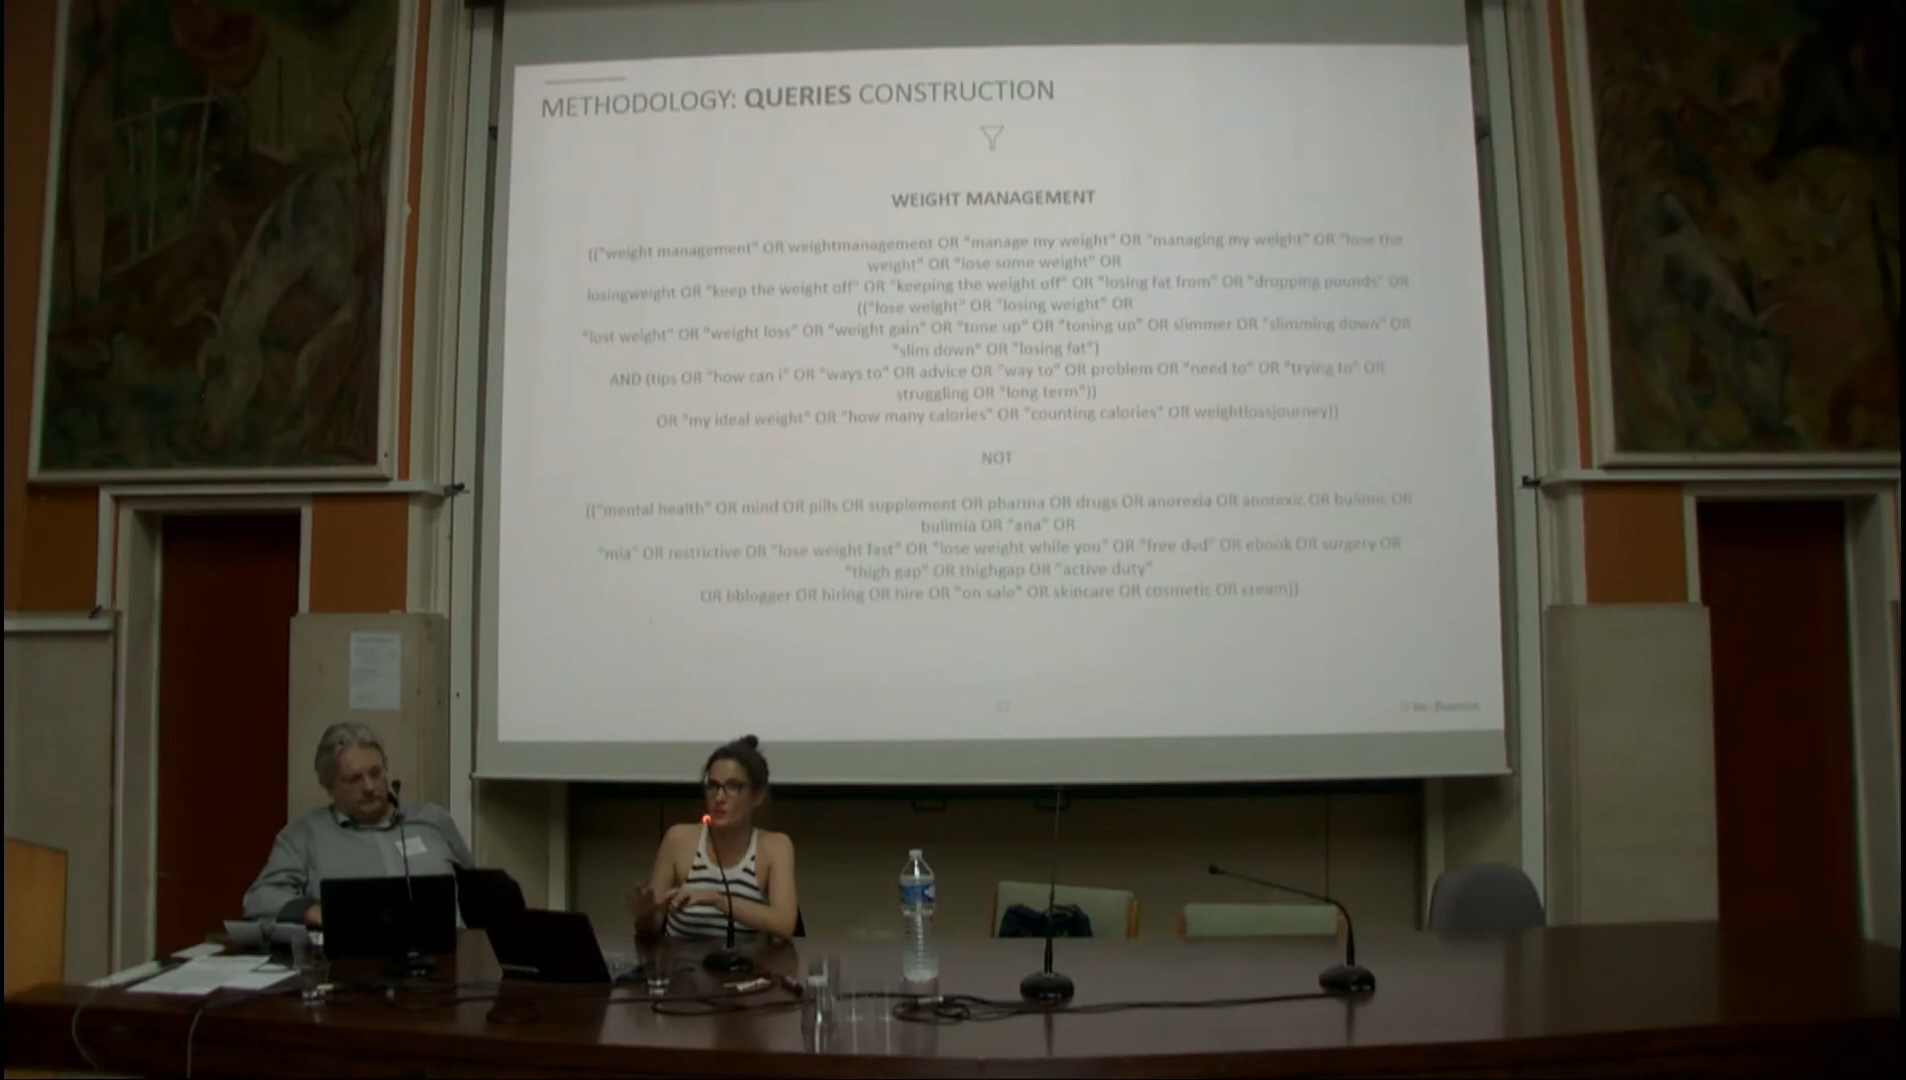 METHODOLOGY: QUERIES CONSTRUCTION
WEIGHT MANAGEMENT
(("weight management" OR weightmanagement OR "manage my weight" OR "managing my weight" OR "lose the
weight" OR "lose some weight" OR
losingweight OR "keep the weight off" OR "keeping the weight off" OR "losing fat from" OR "dropping pounds" OR
(("lose weight" OR "losing weight" OR
"lost weight" OR "weight loss" OR "weight gain" OR "tone up" OR "toning up" OR slimmer OR "slimming down" OR
"slim down" OR "losing fat")
AND (tips OR "how can i" OR "ways to" OR advice OR "way to" OR problem OR "need to" OR "trying to" OR
struggling OR "long term"))
OR "my ideal weight" OR "how many calories" OR "counting calories" OR weightlossjourney))
NOT
(("mental health" OR mind OR pills OR supplement OR pharma OR drugs OR anorexia OR anorexic OR bulimic OR
bulimia OR "ana" OR
"mia" OR restrictive OR "lose weight fast" OR "lose weight while you" OR "free dvd" OR ebook OR surgery OR
"thigh gap" OR thighgap OR "active duty"
OR bblogger OR hiring OR hire OR "on sale" OR skincare OR cosmetic OR cream))